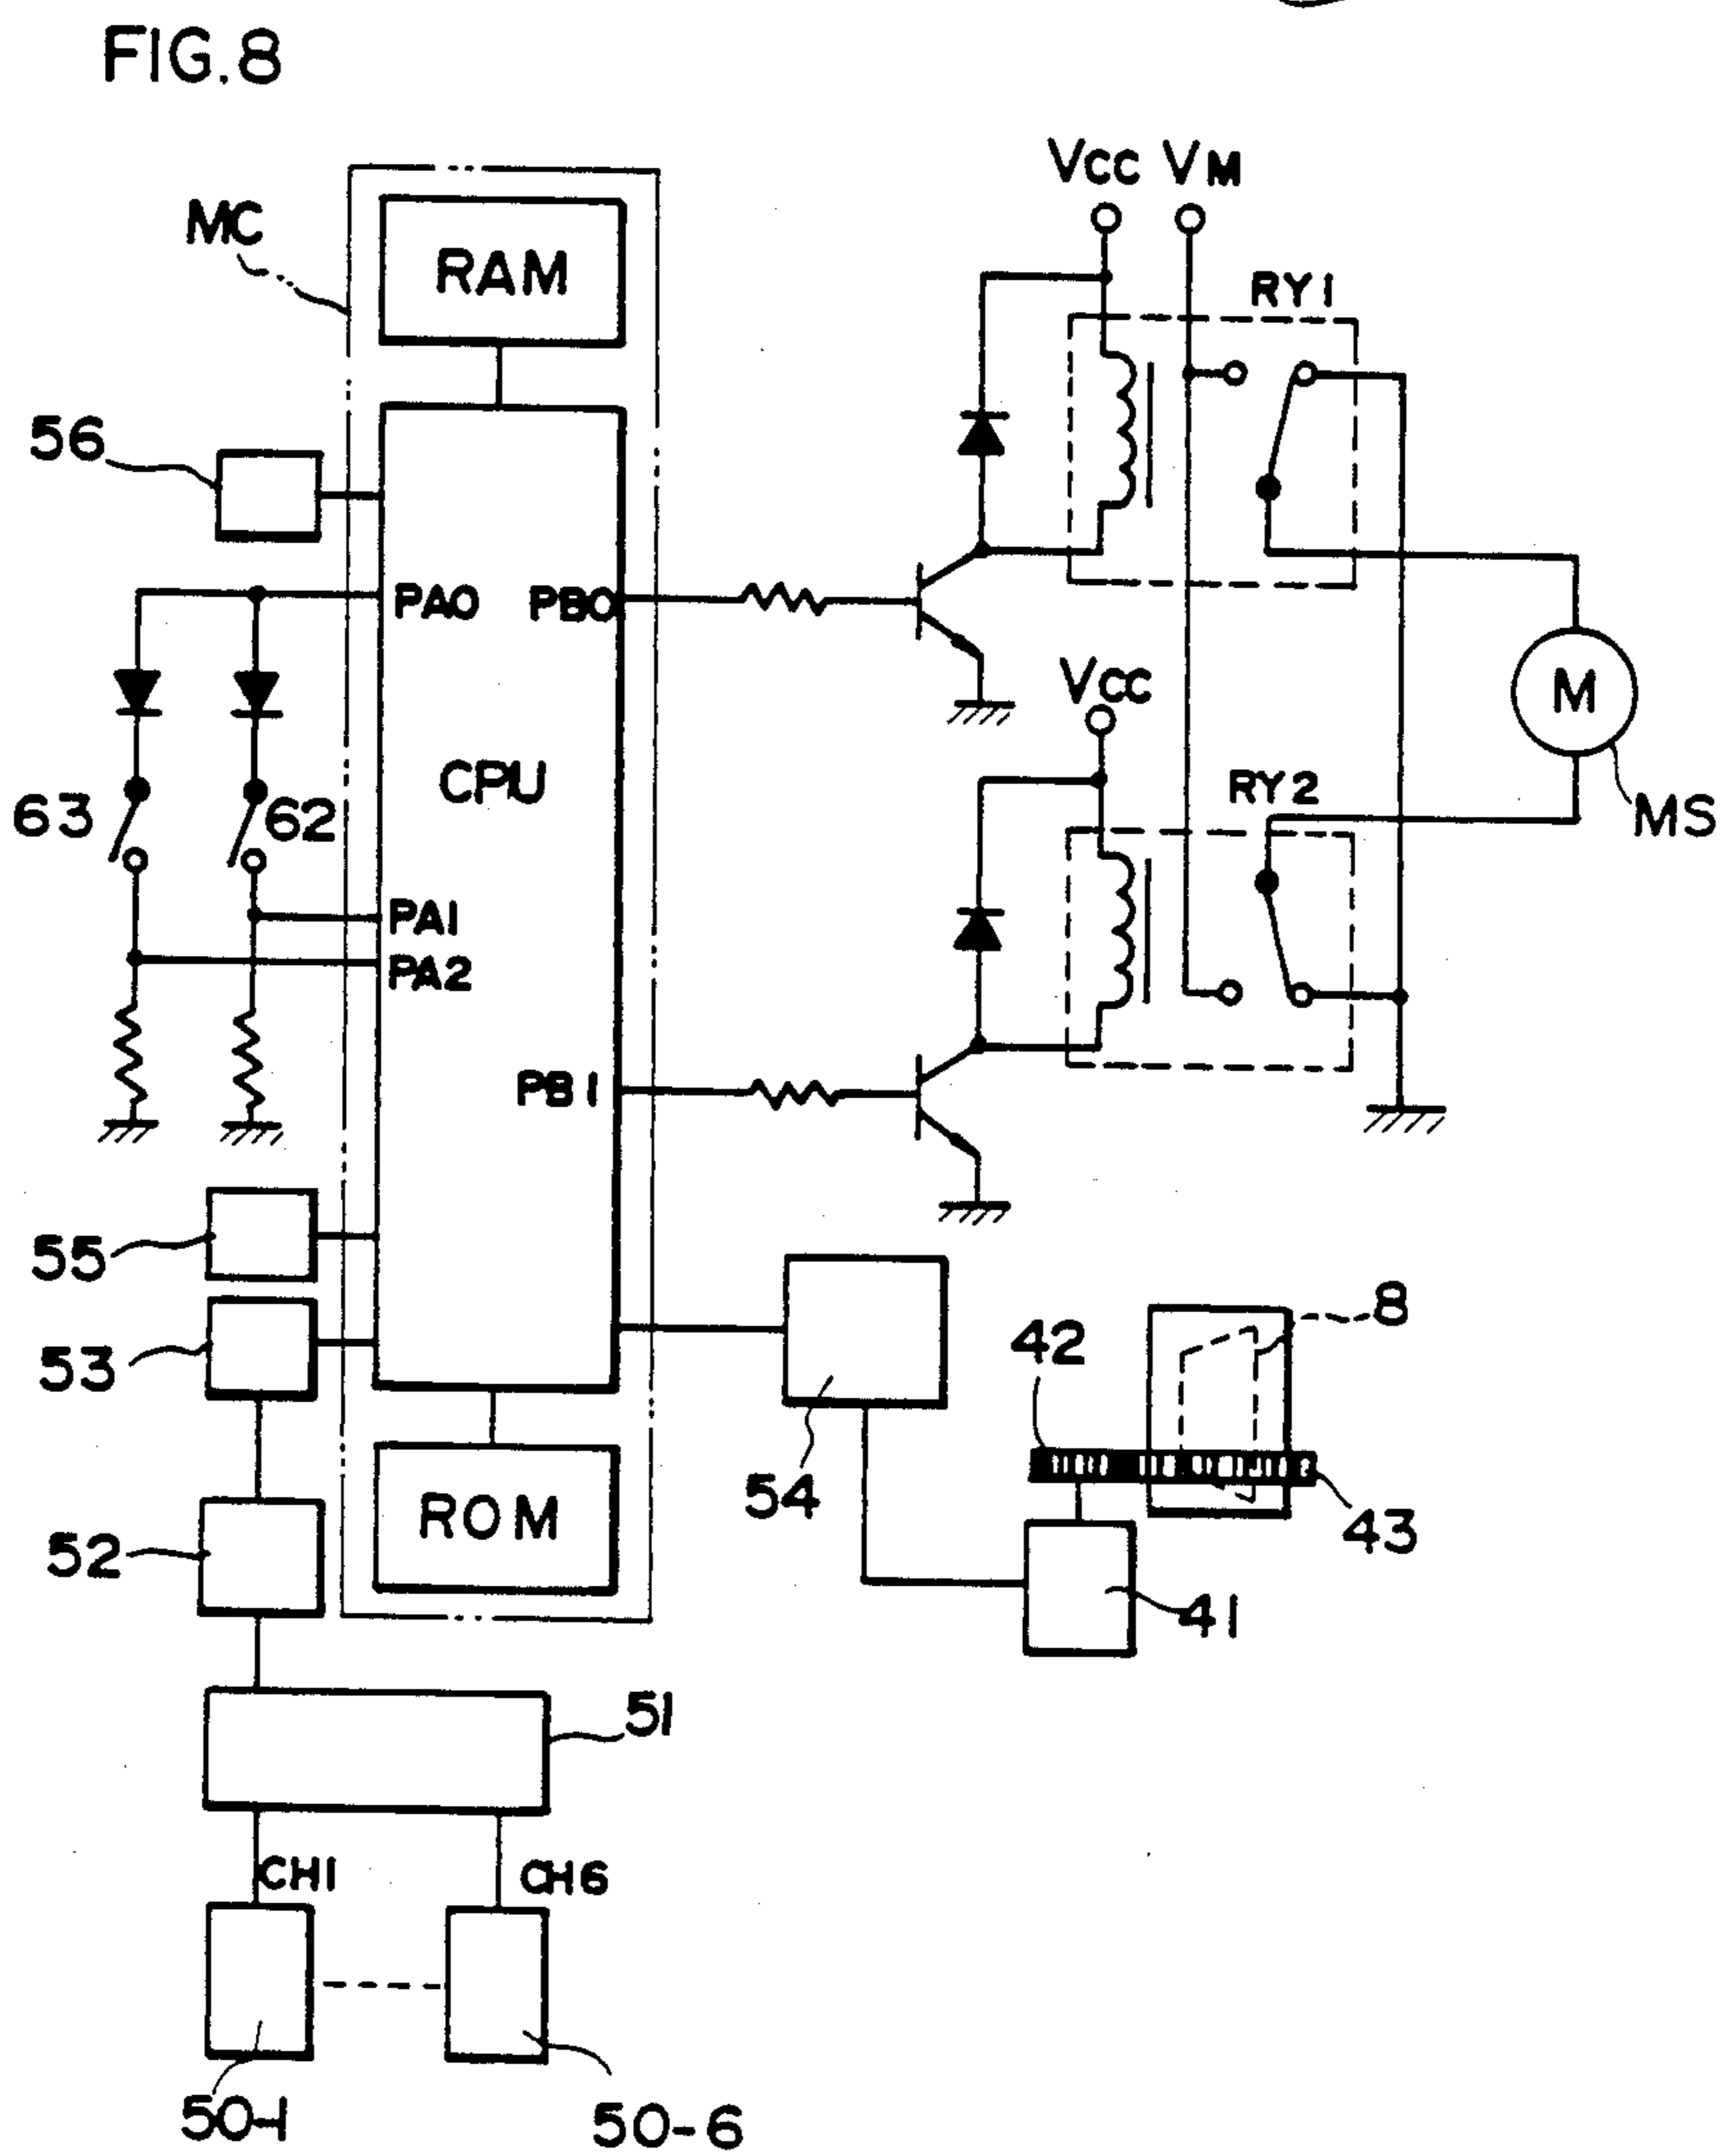 FIG.8
VCC VM
MC
RAM
RY1
56
PA0
PB0
VCC
M
CPU
RY2
63
62
MS
PA1
PA2
PB1
55
8
42
53
54
ROM
43
52
41
51
CH1
CH6
50-1
50-6